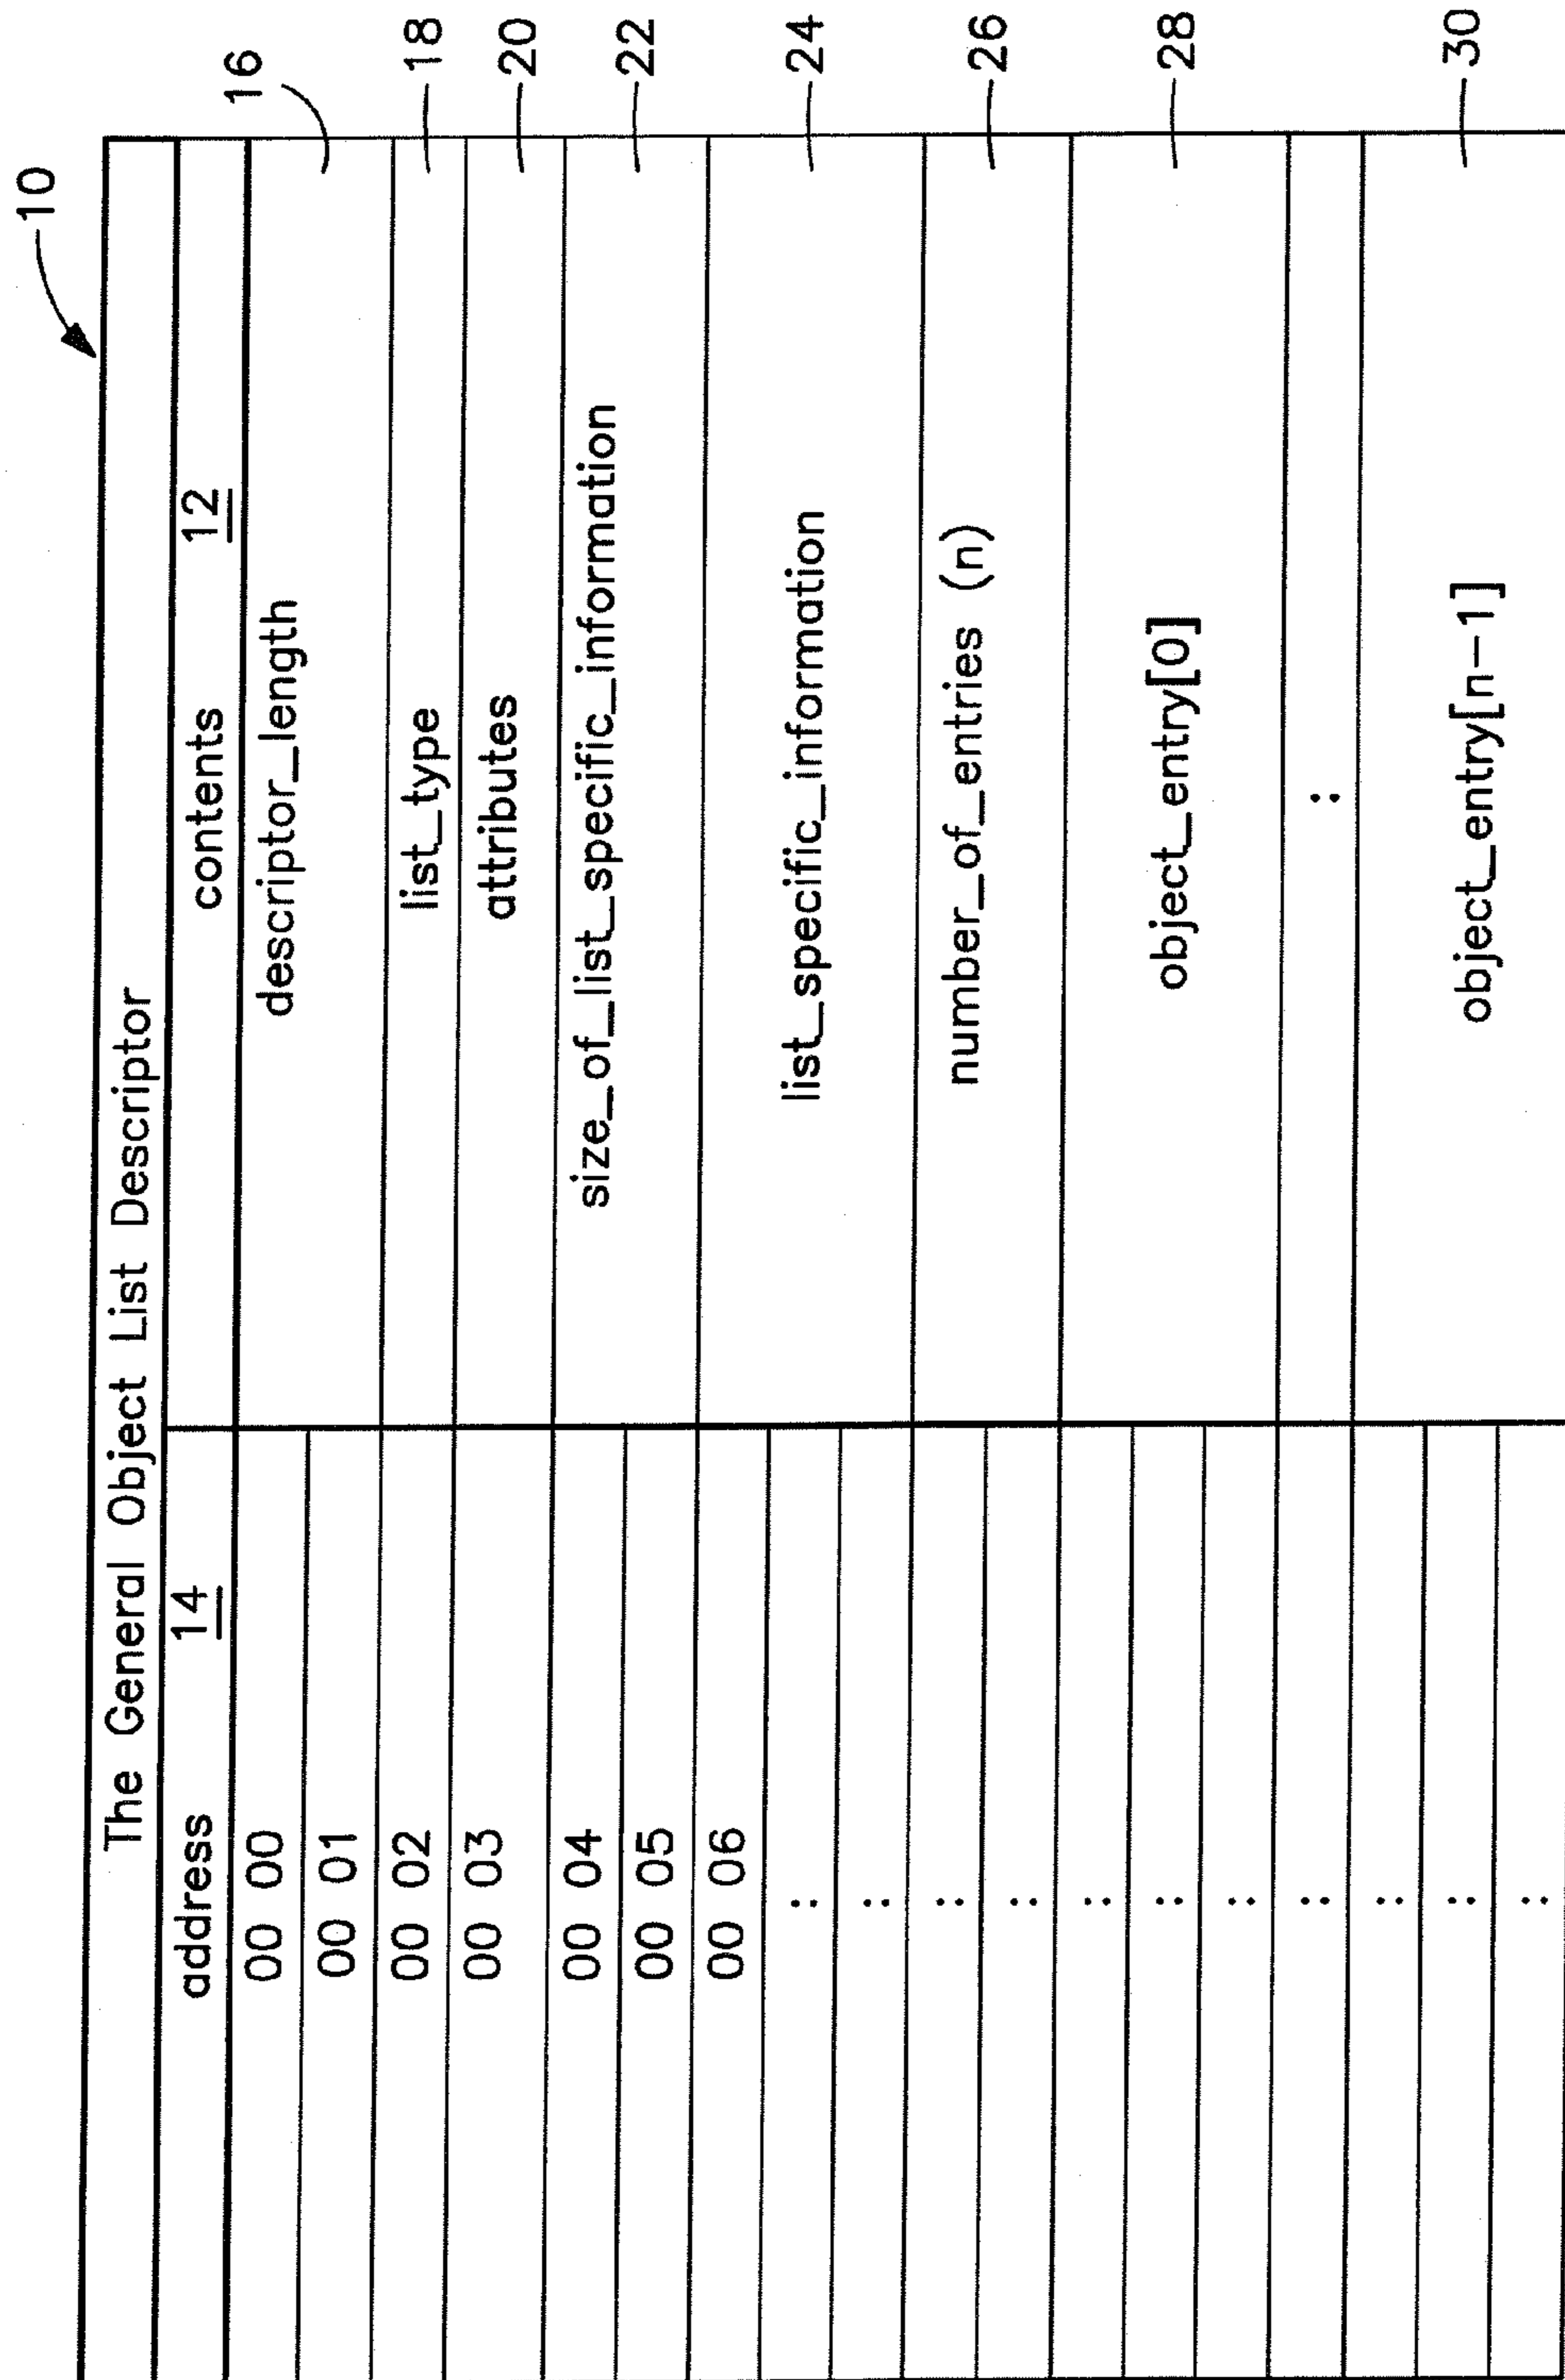 10
The General Object List Descriptor
address 14 contents 12
00 00 descriptor_length 16
00 01
00 02 list_type 18
00 03 attributes 20
00 04 size_of_list_specific_information 22
00 05
00 06 list_specific_information 24
:
:
: number_of_entries (n) 26
:
:
: object_entry[0] 28
:
: :
:
: object_entry[n-1] 30
: